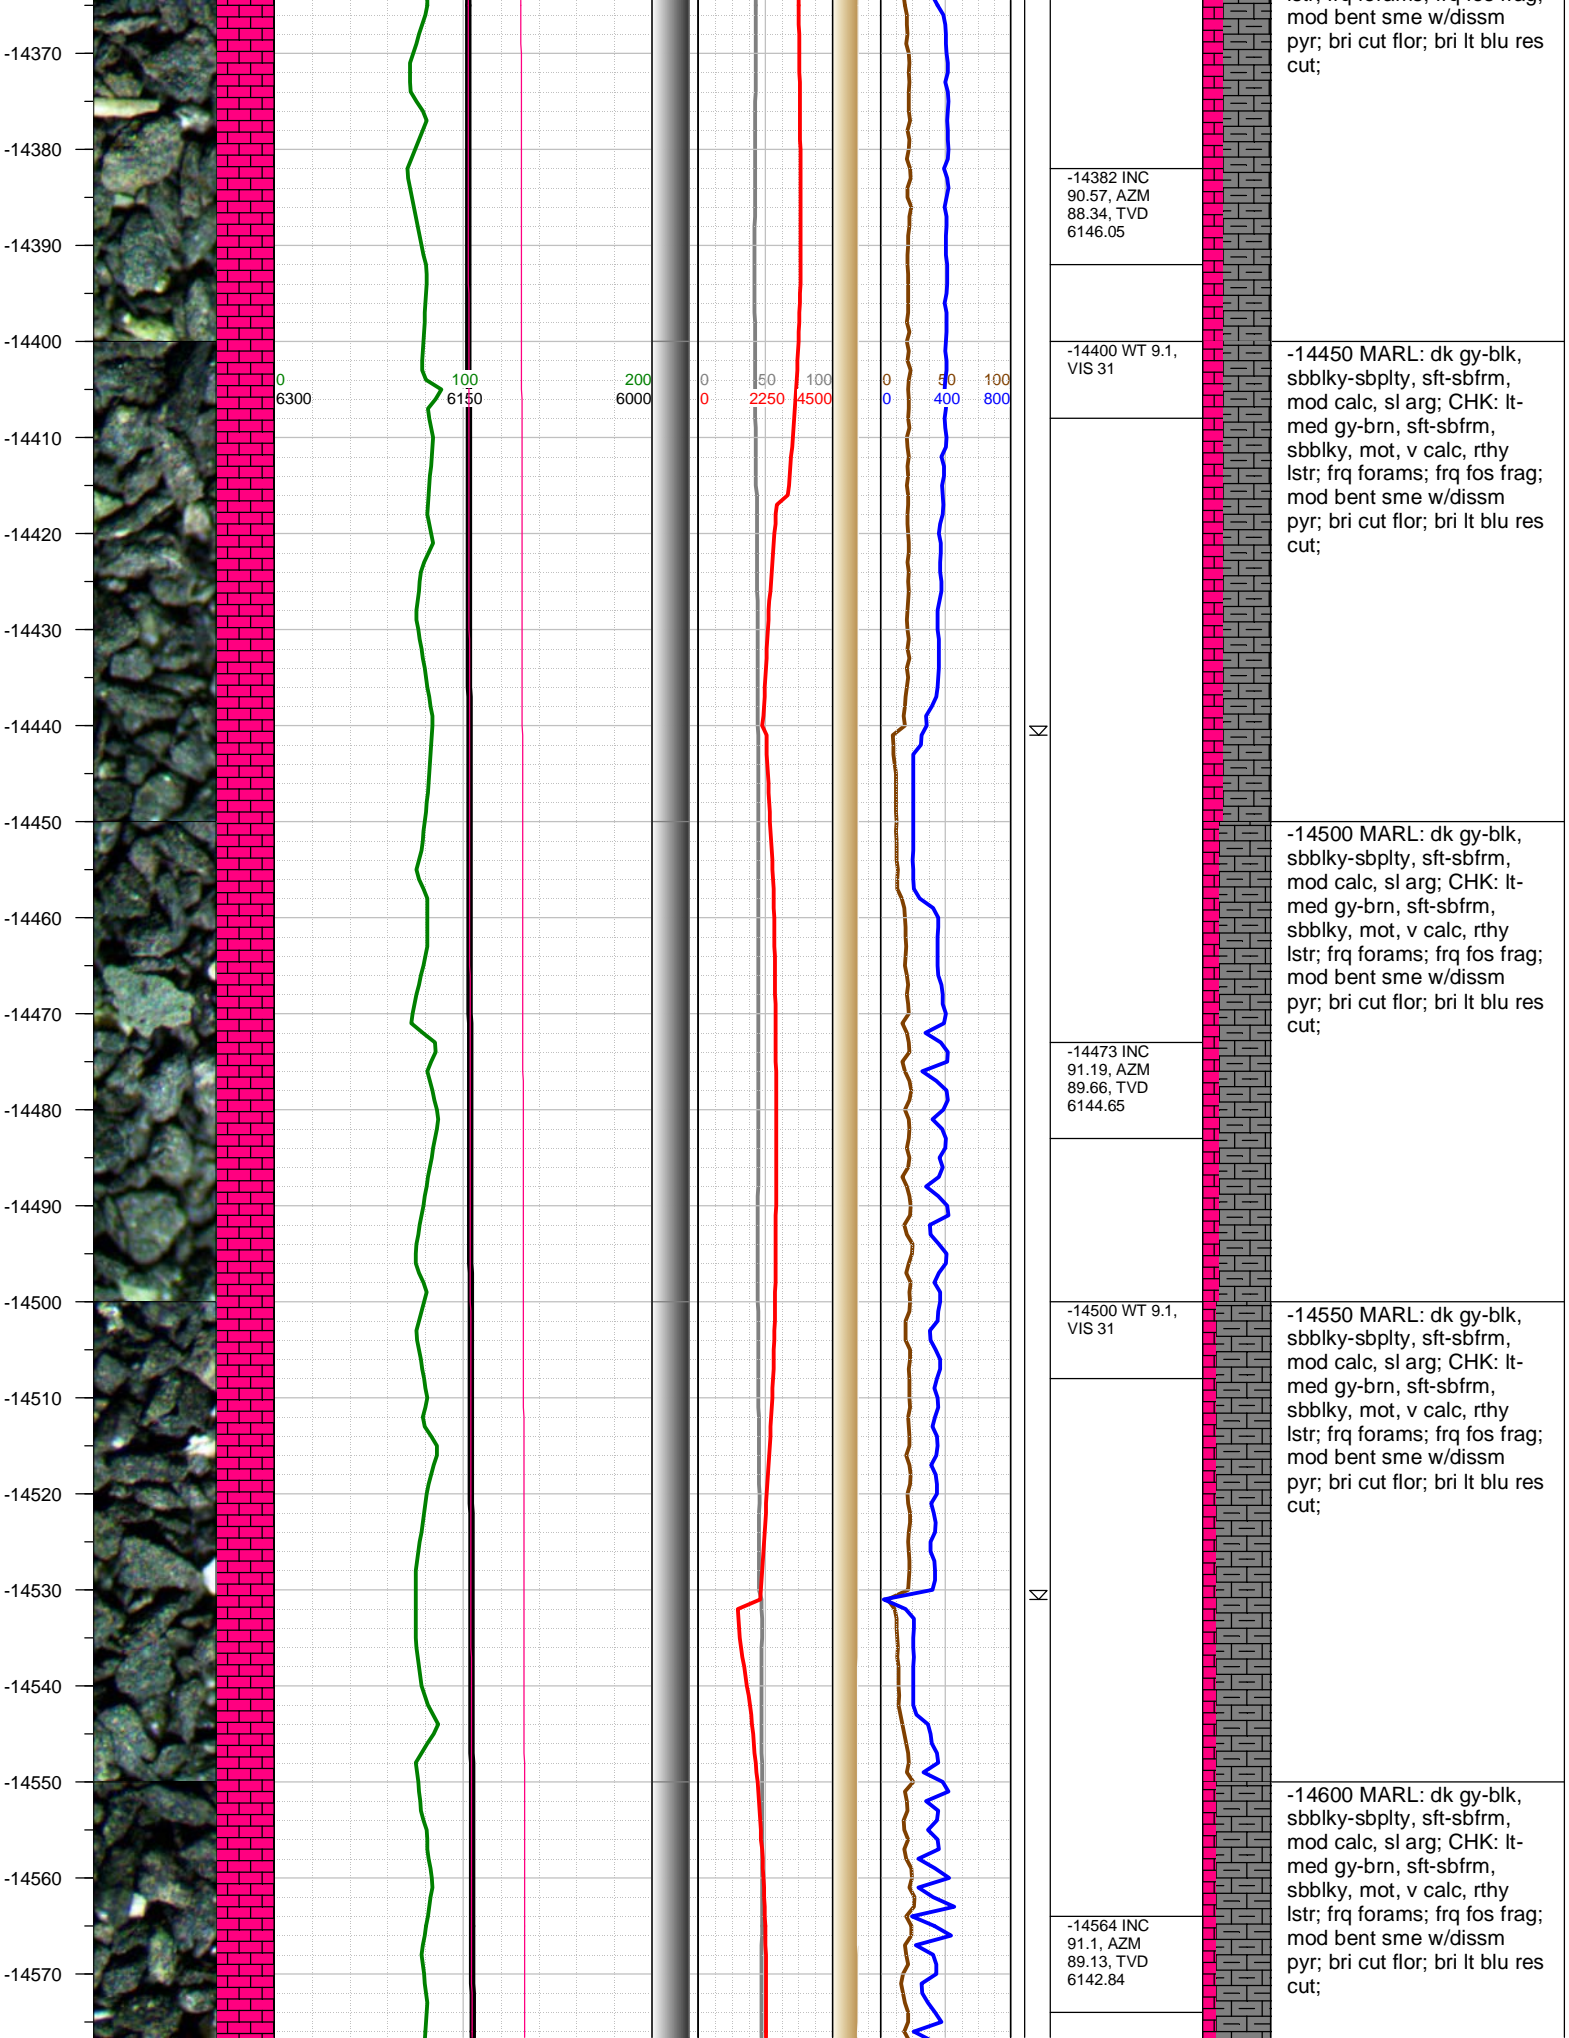 lstr; frq forams; frq fos frag;
mod bent sme w/dissm
pyr; bri cut flor; bri lt blu res
cut;
-14370
-14380
-14382 INC
90.57, AZM
88.34, TVD
6146.05
-14390
-14400
-14400 WT 9.1,
VIS 31
-14450 MARL: dk gy-blk,
sbblky-sbplty, sft-sbfrm,
mod calc, sl arg; CHK: lt-
med gy-brn, sft-sbfrm,
sbblky, mot, v calc, rthy
lstr; frq forams; frq fos frag;
mod bent sme w/dissm
pyr; bri cut flor; bri lt blu res
cut;
0 100 200
6300 6150 6000
0 50 100
0 2250 4500
0 50 100
0 400 800
-14410
-14420
-14430
-14440
-14450
-14500 MARL: dk gy-blk,
sbblky-sbplty, sft-sbfrm,
mod calc, sl arg; CHK: lt-
med gy-brn, sft-sbfrm,
sbblky, mot, v calc, rthy
lstr; frq forams; frq fos frag;
mod bent sme w/dissm
pyr; bri cut flor; bri lt blu res
cut;
-14460
-14470
-14473 INC
91.19, AZM
89.66, TVD
6144.65
-14480
-14490
-14500
-14500 WT 9.1,
VIS 31
-14550 MARL: dk gy-blk,
sbblky-sbplty, sft-sbfrm,
mod calc, sl arg; CHK: lt-
med gy-brn, sft-sbfrm,
sbblky, mot, v calc, rthy
lstr; frq forams; frq fos frag;
mod bent sme w/dissm
pyr; bri cut flor; bri lt blu res
cut;
-14510
-14520
-14530
-14540
-14550
-14600 MARL: dk gy-blk,
sbblky-sbplty, sft-sbfrm,
mod calc, sl arg; CHK: lt-
med gy-brn, sft-sbfrm,
sbblky, mot, v calc, rthy
lstr; frq forams; frq fos frag;
mod bent sme w/dissm
pyr; bri cut flor; bri lt blu res
cut;
-14560
-14564 INC
91.1, AZM
89.13, TVD
6142.84
-14570